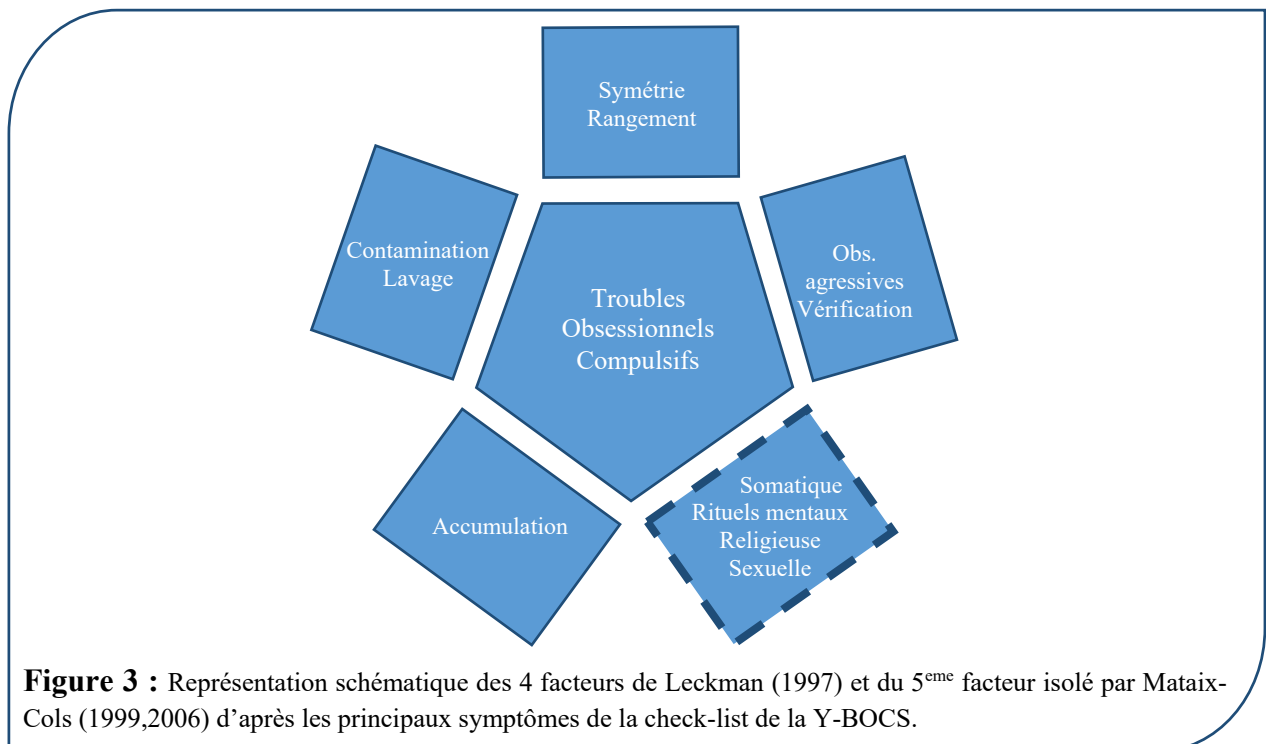 Symétrie
Rangement
Contamination
Lavage
Obs.
agressives
Vérification
Troubles
Obsessionnels
Compulsifs
Accumulation
Somatique
Rituels mentaux
Religieuse
Sexuelle
Figure 3 : Représentation schématique des 4 facteurs de Leckman (1997) et du 5eme facteur isolé par Mataix-
Cols (1999,2006) d’après les principaux symptômes de la check-list de la Y-BOCS.